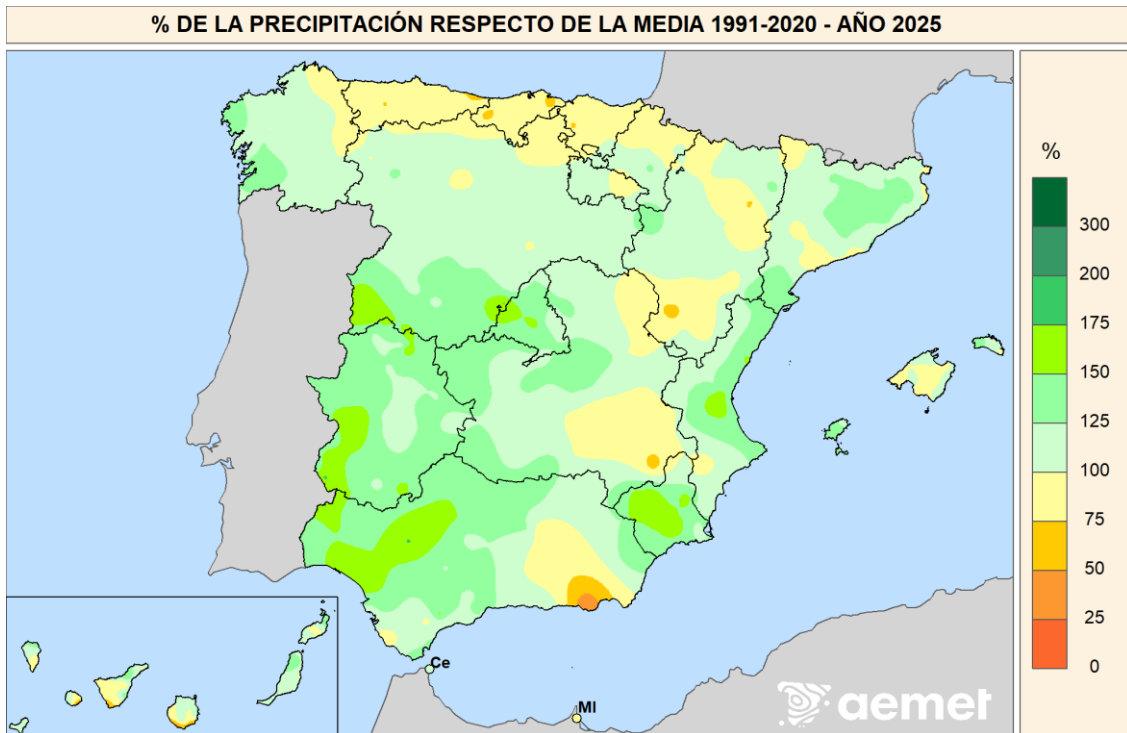 % DE LA PRECIPITACIÓN RESPECTO DE LA MEDIA 1991-2020 - AÑO 2025
%
300
200
175
150
125
100
75
50
25
0
Ce
Ml
aemet